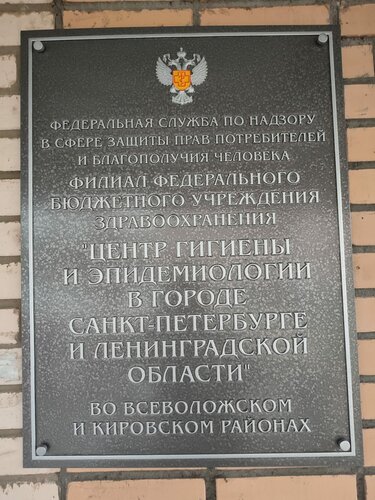 ФЕДЕРАЛЬНАЯ СЛУЖБА ПО НАДЗОРУ
В СФЕРЕ ЗАЩИТЫ ПРАВ ПОТРЕБИТЕЛЕЙ
И БЛАГОПОЛУЧИЯ ЧЕЛОВЕКА
ФИЛИАЛ ФЕДЕРАЛЬНОГО
БЮДЖЕТНОГО УЧРЕЖДЕНИЯ
ЗДРАВООХРАНЕНИЯ
"ЦЕНТР ГИГИЕНЫ
И ЭПИДЕМИОЛОГИИ
В ГОРОДЕ
САНКТ-ПЕТЕРБУРГЕ
И ЛЕНИНГРАДСКОЙ
ОБЛАСТИ"
ВО ВСЕВОЛОЖСКОМ
И КИРОВСКОМ РАЙОНАХ